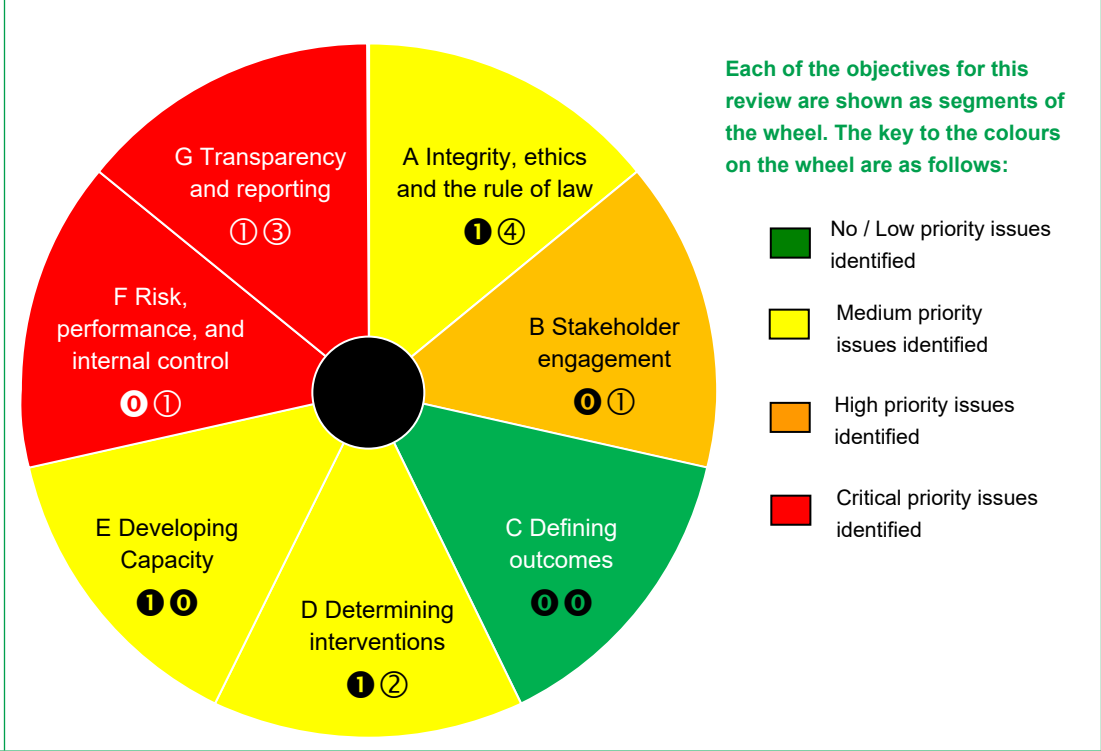 Each of the objectives for this
review are shown as segments of
the wheel. The key to the colours
on the wheel are as follows:
No / Low priority issues
identified
Medium priority
issues identified
High priority issues
identified
Critical priority issues
identified
A Integrity, ethics
and the rule of law
❶④
B Stakeholder
engagement
⓿①
C Defining
outcomes
⓿⓿
D Determining
interventions
❶②
E Developing
Capacity
❶⓿
F Risk,
performance, and
internal control
⓿①
G Transparency
and reporting
①③